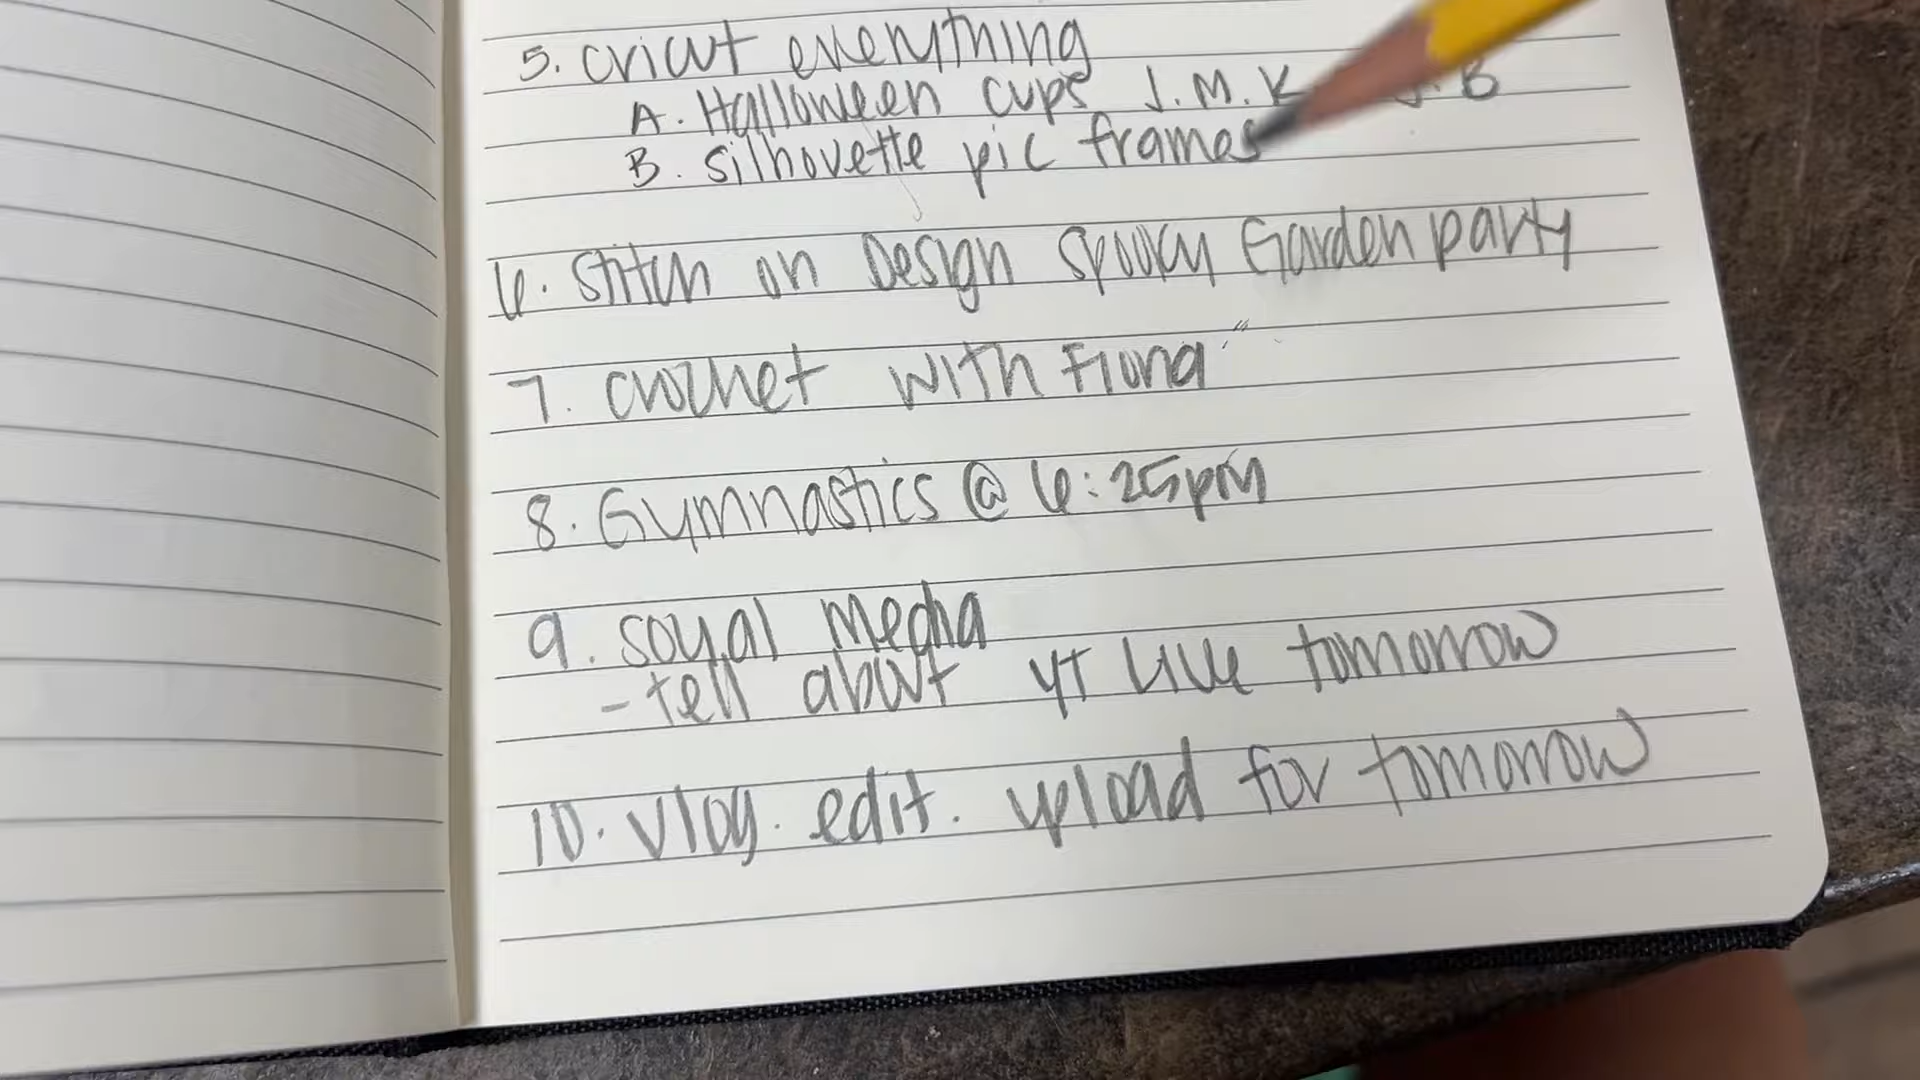 5. cricut everything
A. Halloween cups J. M. K J. B
B. silhouette pic frames
6. stitch on Design spooky Garden party
7. crochet with Fiona
8. Gymnastics @ 6:25pm
9. social media
- tell about YT Live tomorrow
10. vlog. edit. upload for tomorrow